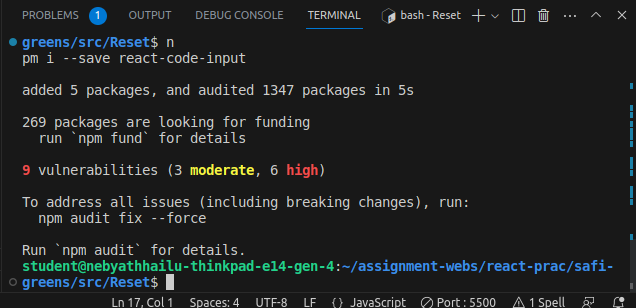 PROBLEMS 1 OUTPUT DEBUG CONSOLE TERMINAL bash - Reset
greens/src/Reset$ n
pm i --save react-code-input
added 5 packages, and audited 1347 packages in 5s
269 packages are looking for funding
run `npm fund` for details
9 vulnerabilities (3 moderate, 6 high)
To address all issues (including breaking changes), run:
npm audit fix --force
Run `npm audit` for details.
student@nebyathhailu-thinkpad-e14-gen-4:~/assignment-webs/react-prac/safi-
greens/src/Reset$
Ln 17, Col 1 Spaces: 4 UTF-8 LF {} JavaScript Port : 5500 1 Spell